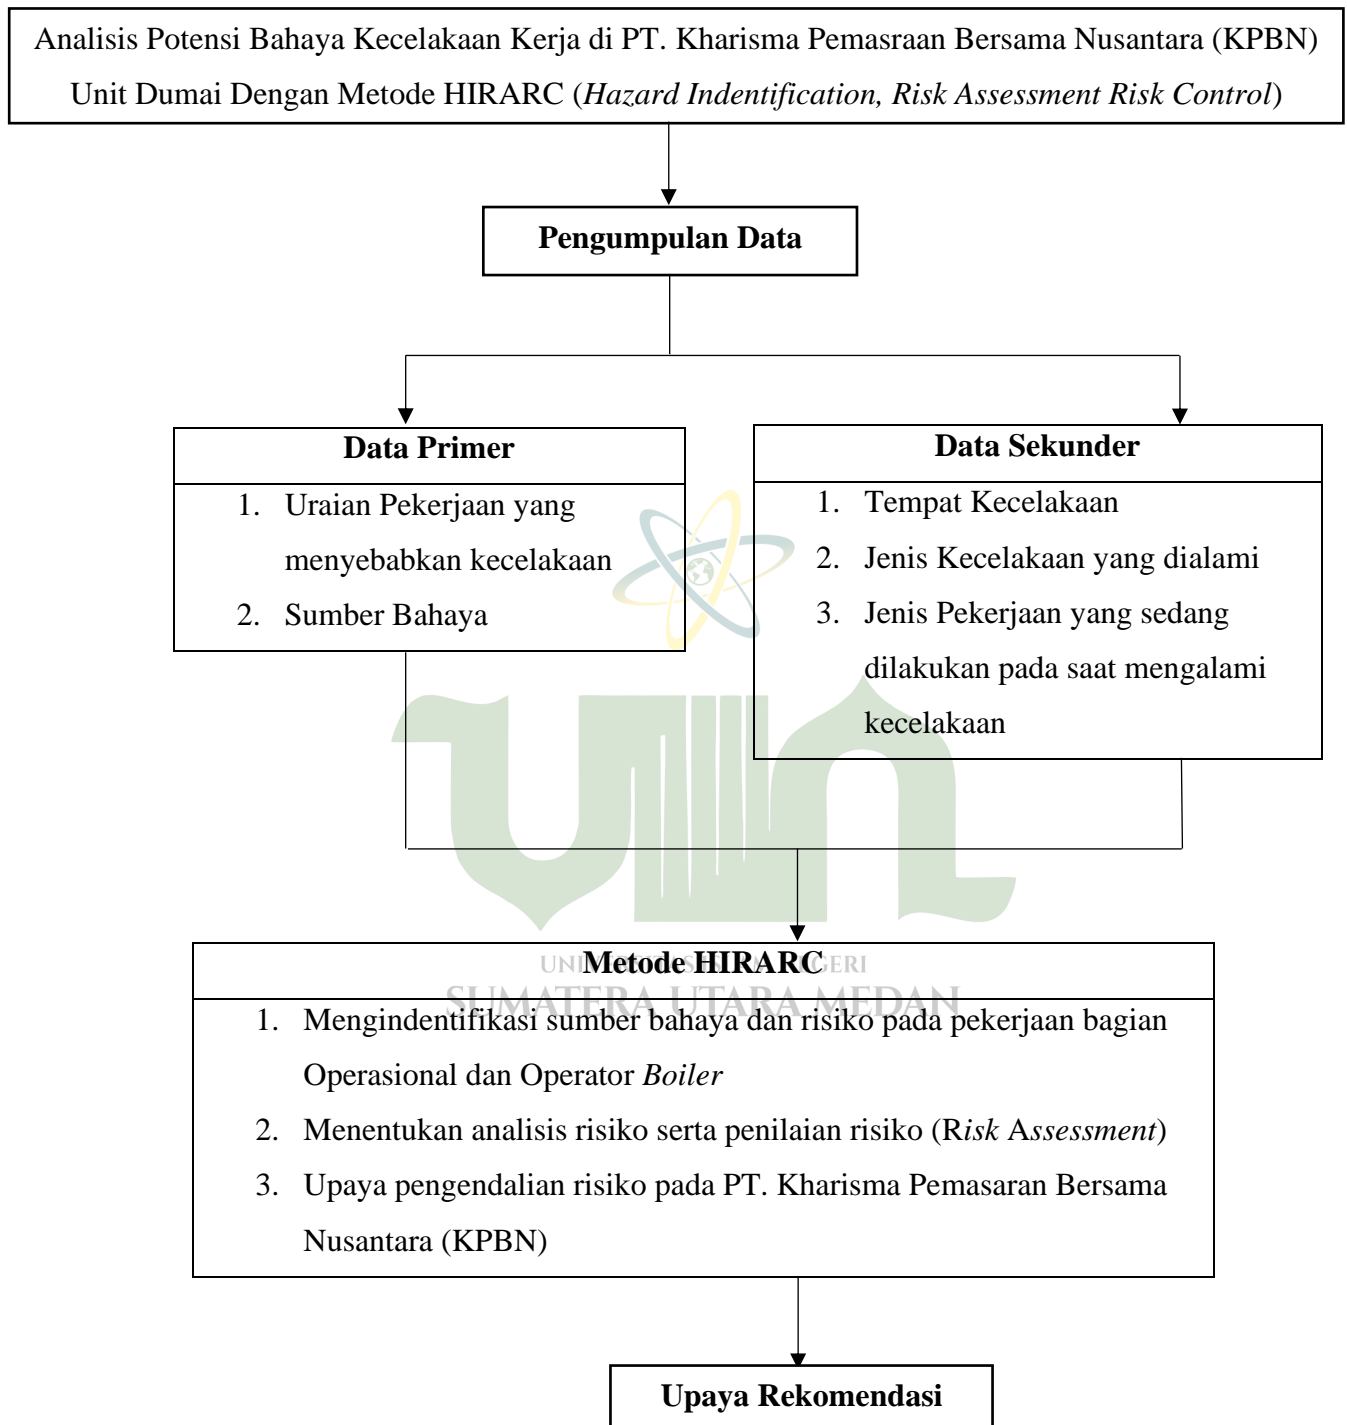 Analisis Potensi Bahaya Kecelakaan Kerja di PT. Kharisma Pemasraan Bersama Nusantara (KPBN)
Unit Dumai Dengan Metode HIRARC (Hazard Indentification, Risk Assessment Risk Control)
Pengumpulan Data
Data Primer
1. Uraian Pekerjaan yang
menyebabkan kecelakaan
2. Sumber Bahaya
Data Sekunder
1. Tempat Kecelakaan
2. Jenis Kecelakaan yang dialami
3. Jenis Pekerjaan yang sedang
dilakukan pada saat mengalami
kecelakaan
Metode HIRARC
SUMATERA UTARA MEDAN
1. Mengindentifikasi sumber bahaya dan risiko pada pekerjaan bagian
Operasional dan Operator Boiler
2. Menentukan analisis risiko serta penilaian risiko (Risk Assessment)
3. Upaya pengendalian risiko pada PT. Kharisma Pemasaran Bersama
Nusantara (KPBN)
Upaya Rekomendasi